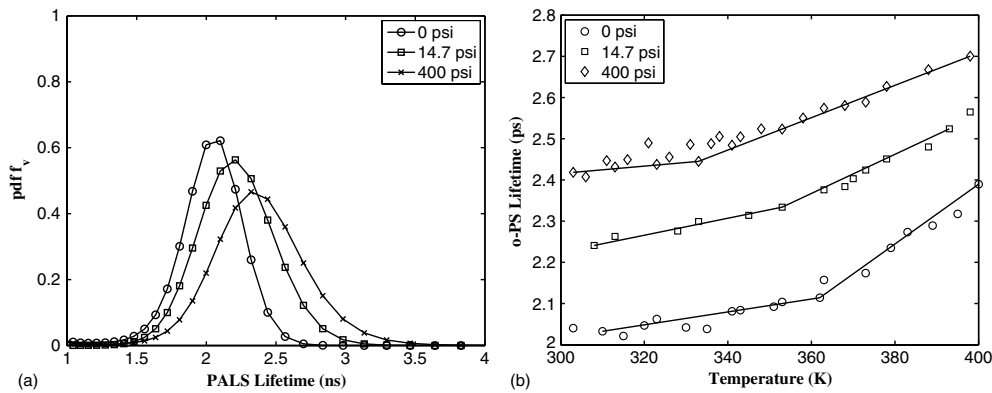 1
0.8
0.6
0.4
0.2
0
pdf f_v
0 psi
14.7 psi
400 psi
1
1.5
2
2.5
3
3.5
4
PALS Lifetime (ns)
(a)
2.8
2.7
2.6
2.5
2.4
2.3
2.2
2.1
2
o-PS Lifetime (ps)
0 psi
14.7 psi
400 psi
300
320
340
360
380
400
Temperature (K)
(b)